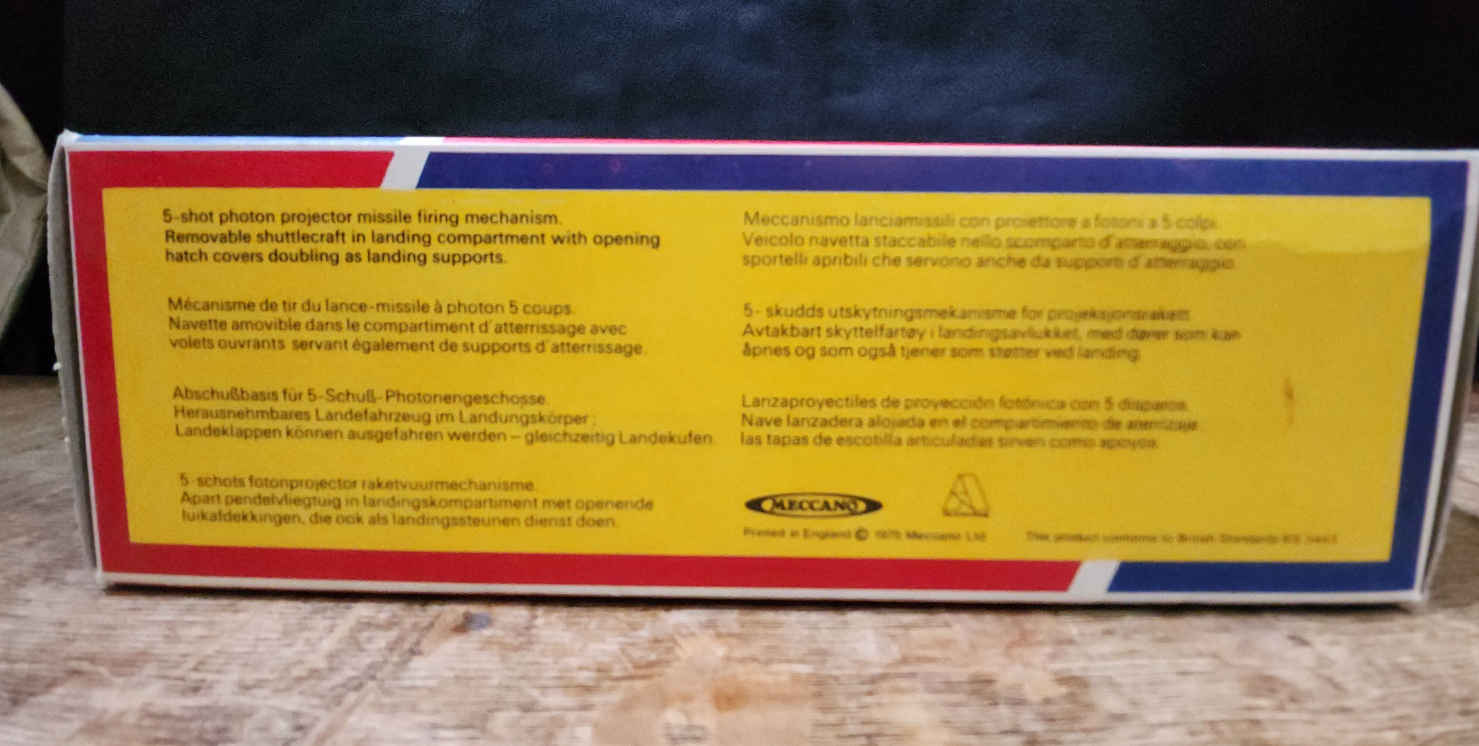 5-shot photon projector missile firing mechanism.
Removable shuttlecraft in landing compartment with opening
hatch covers doubling as landing supports.
Mécanisme de tir du lance-missile à photon 5 coups.
Navette amovible dans le compartiment d'atterrissage avec
volets ouvrants servant également de supports d'atterrissage.
Abschußbasis für 5-Schuß-Photonengeschosse.
Herausnehmbares Landefahrzeug im Landungskörper;
Landeklappen können ausgefahren werden – gleichzeitig Landekufen.
5-schots fotonprojector raketvuurmechanisme.
Apart pendelvliegtuig in landingskompartiment met openende
luikafdekkingen, die ook als landingssteunen dienst doen.
Meccanismo lanciamissili con proiettore a fotoni a 5 colpi.
Veicolo navetta staccabile nello scomparto d'atterraggio, con
sportelli apribili che servono anche da supporti d'atterraggio.
5- skudds utskytningsmekanisme for projeksjonsrakett.
Avtakbart skyttelfartøy i landingsavlukket, med dører som kan
åpnes og som også tjener som støtter ved landing.
Lanzaproyectiles de proyección fotónica con 5 disparos.
Nave lanzadera alojada en el compartimiento de aterrizaje
las tapas de escotilla articuladas sirven como apoyos.
MECCANO
Printed in England © Meccano Ltd
This product conforms to British Standards BS